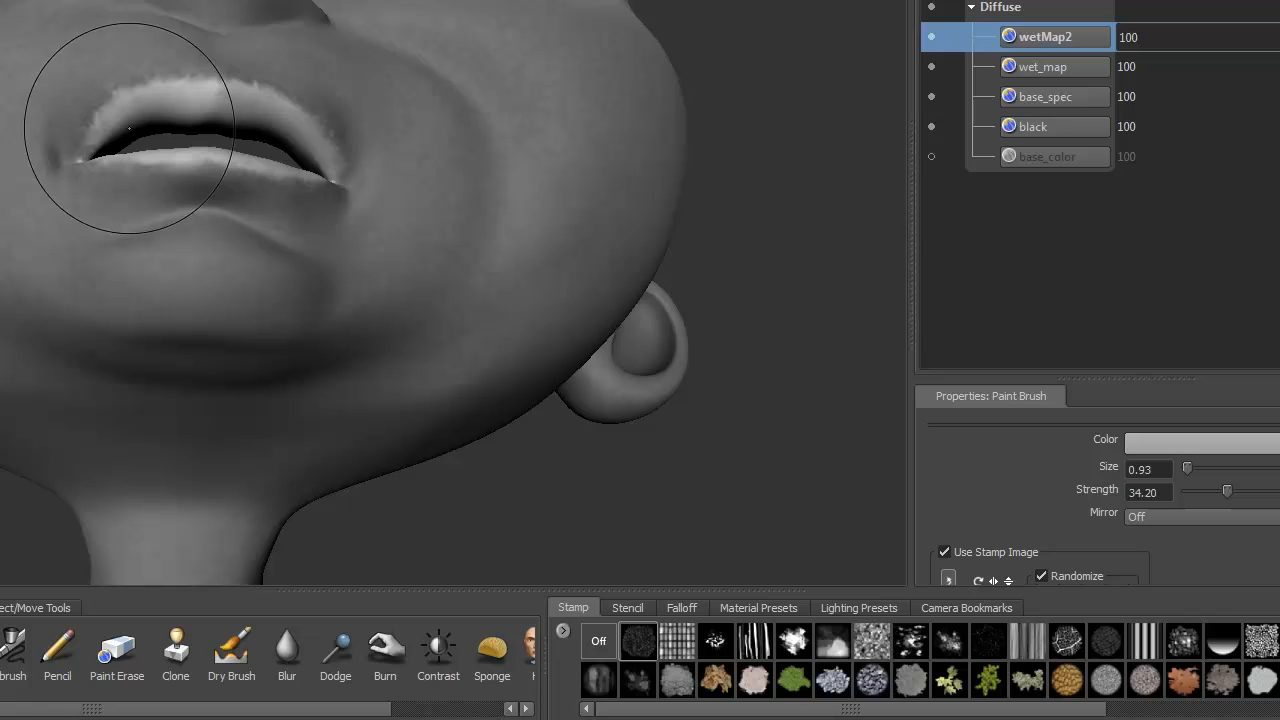 Diffuse
wetMap2 100
wet_map 100
base_spec 100
black 100
base_color 100
Properties: Paint Brush
Color
Size 0.93
Strength 34.20
Mirror Off
Use Stamp Image
Randomize
ect/Move Tools
Stamp Stencil Falloff Material Presets Lighting Presets Camera Bookmarks
Off
brush Pencil Paint Erase Clone Dry Brush Blur Dodge Burn Contrast Sponge